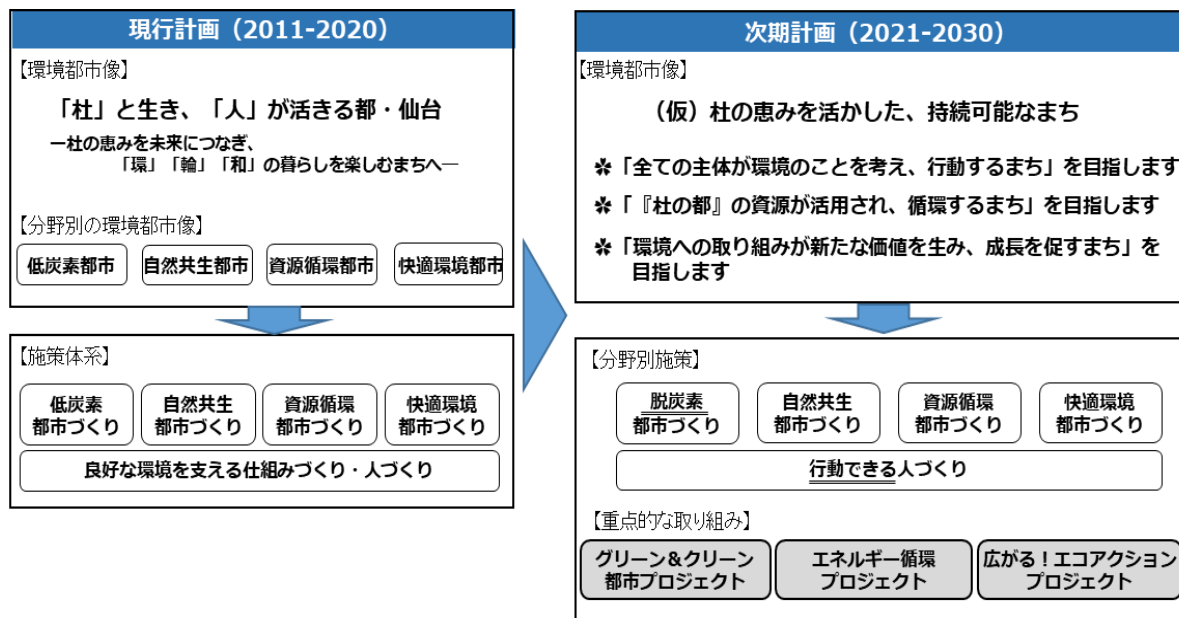 現行計画（2011-2020）
【環境都市像】
「杜」と生き、「人」が活きる都・仙台
―杜の恵みを未来につなぎ、
「環」「輪」「和」の暮らしを楽しむまちへ―
【分野別の環境都市像】
低炭素都市
自然共生都市
資源循環都市
快適環境都市
【施策体系】
低炭素
都市づくり
自然共生
都市づくり
資源循環
都市づくり
快適環境
都市づくり
良好な環境を支える仕組みづくり・人づくり
次期計画（2021-2030）
【環境都市像】
（仮）杜の恵みを活かした、持続可能なまち
✲「全ての主体が環境のことを考え、行動するまち」を目指します
✲「『杜の都』の資源が活用され、循環するまち」を目指します
✲「環境への取り組みが新たな価値を生み、成長を促すまち」を
目指します
【分野別施策】
脱炭素
都市づくり
自然共生
都市づくり
資源循環
都市づくり
快適環境
都市づくり
行動できる人づくり
【重点的な取り組み】
グリーン&クリーン
都市プロジェクト
エネルギー循環
プロジェクト
広がる！エコアクション
プロジェクト